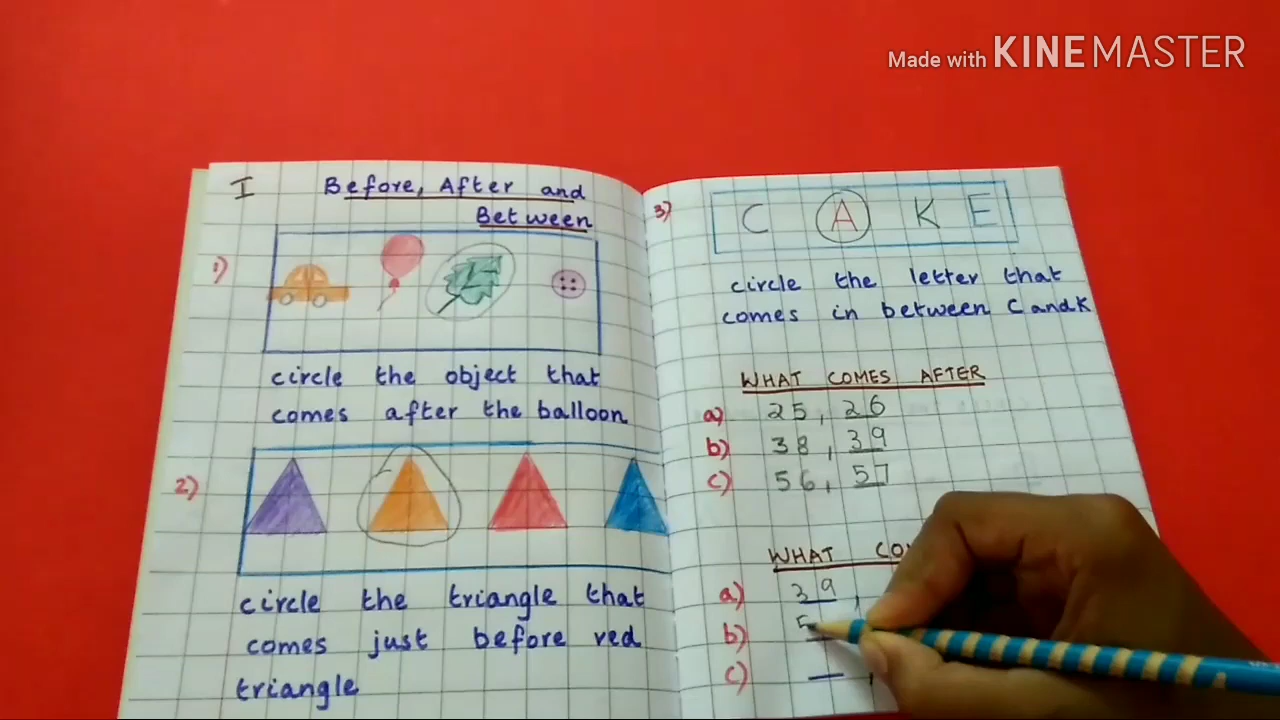 Made with KINEMASTER
I Before, After and
Between
1)
circle the object that
comes after the balloon
2)
circle the triangle that
comes just before red
triangle
3) C A K E
circle the letter that
comes in between C and K
WHAT COMES AFTER
a) 25, 26
b) 38, 39
c) 56, 57
WHAT
a) 39,
b) 5
c) ,